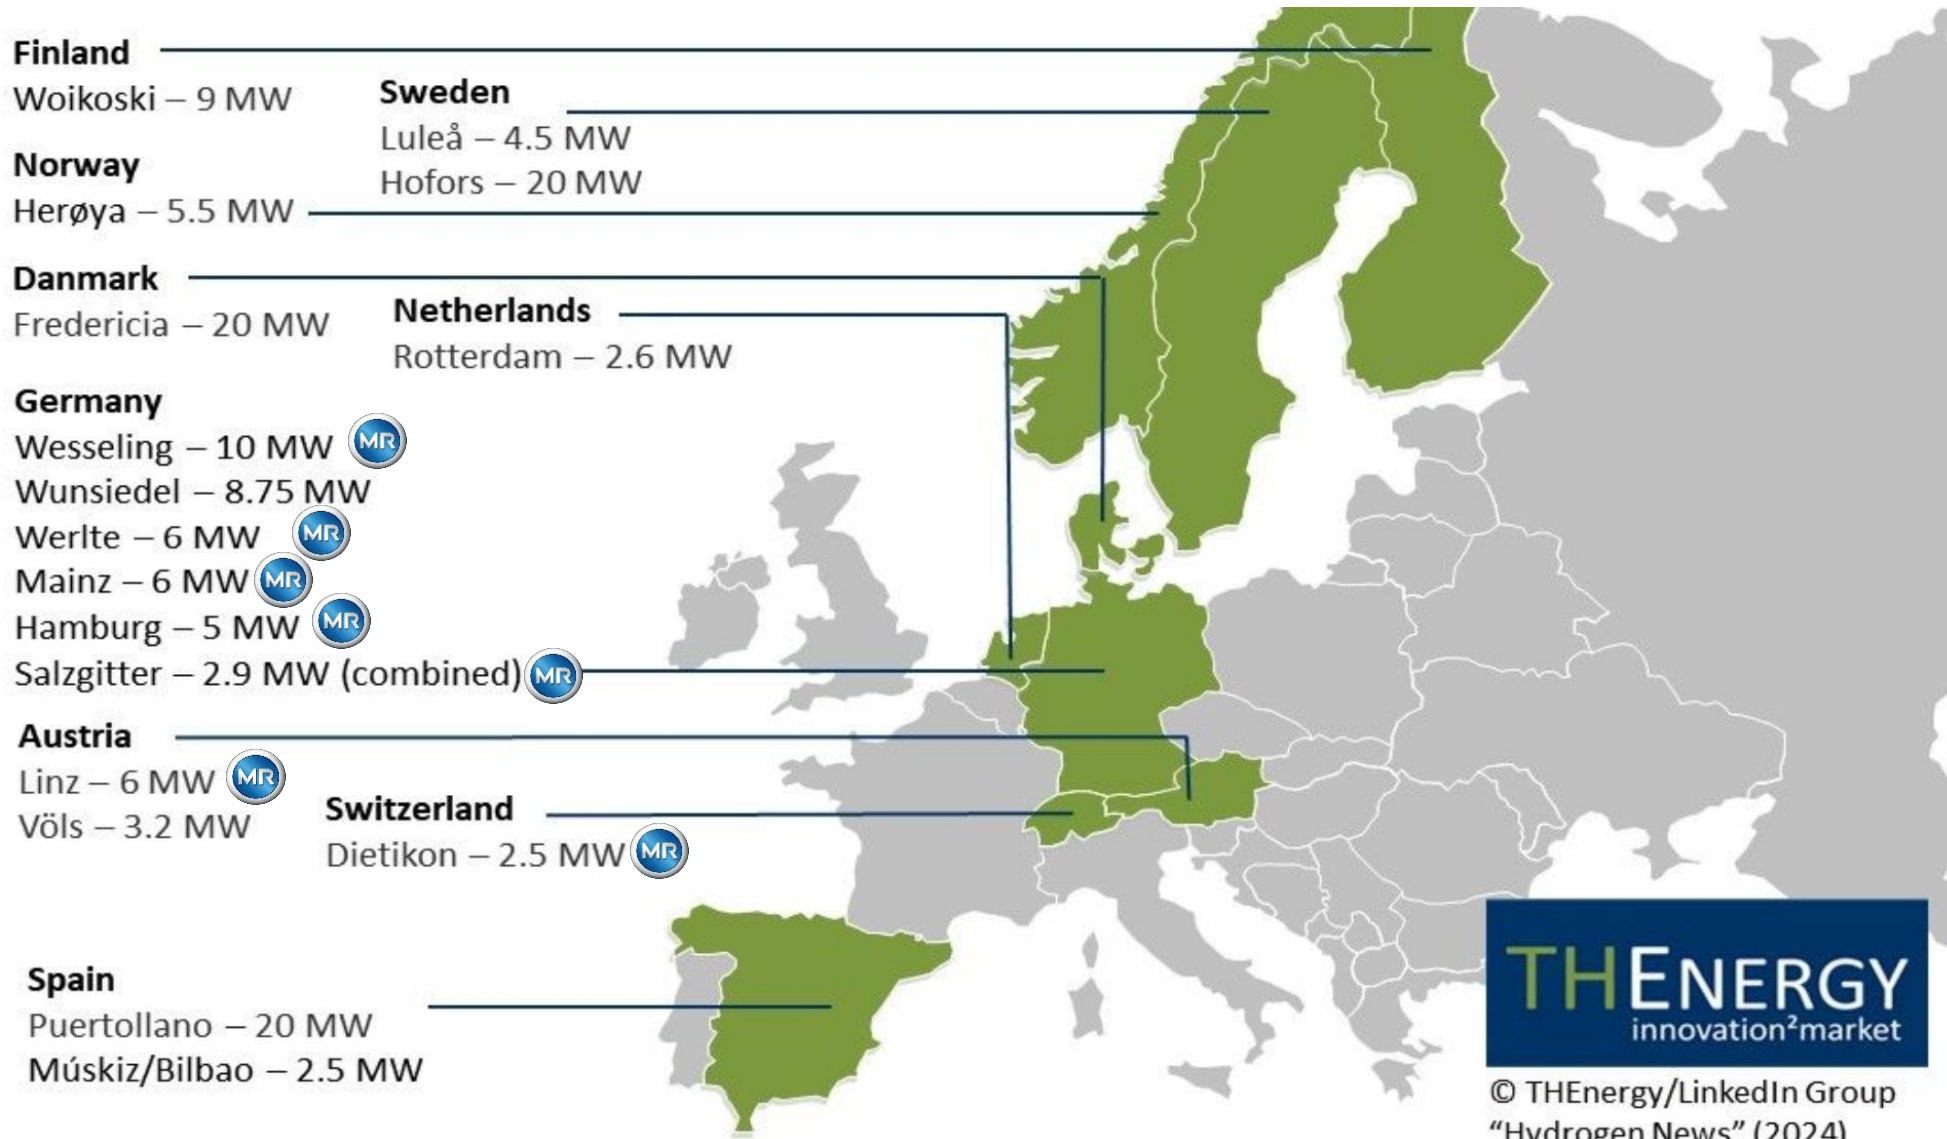 Finland
Woikoski – 9 MW
Sweden
Luleå – 4.5 MW
Hofors – 20 MW
Norway
Herøya – 5.5 MW
Danmark
Fredericia – 20 MW
Netherlands
Rotterdam – 2.6 MW
Germany
Wesseling – 10 MW MR
Wunsiedel – 8.75 MW
Werlte – 6 MW MR
Mainz – 6 MW MR
Hamburg – 5 MW MR
Salzgitter – 2.9 MW (combined) MR
Austria
Linz – 6 MW MR
Völs – 3.2 MW
Switzerland
Dietikon – 2.5 MW MR
Spain
Puertollano – 20 MW
Múskiz/Bilbao – 2.5 MW
THENERGY
innovation²market
© THEnergy/LinkedIn Group
“Hydrogen News” (2024)